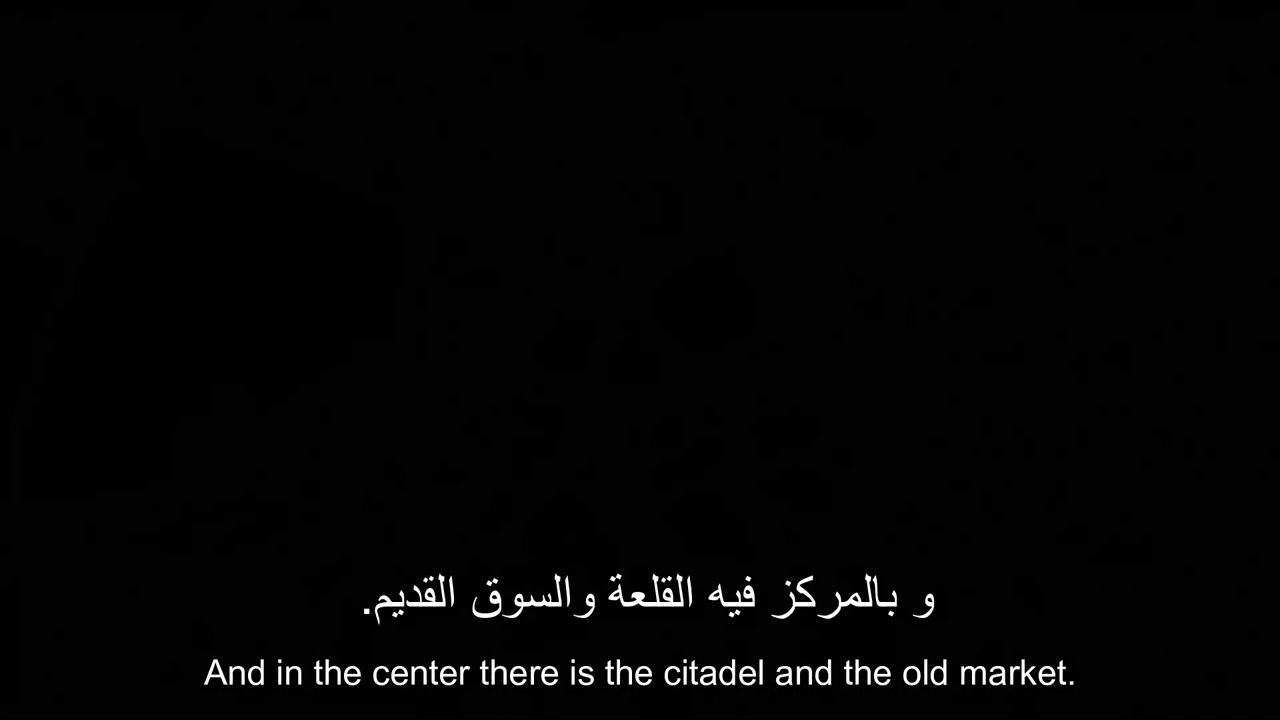 و بالمركز فيه القلعة والسوق القديم.
And in the center there is the citadel and the old market.